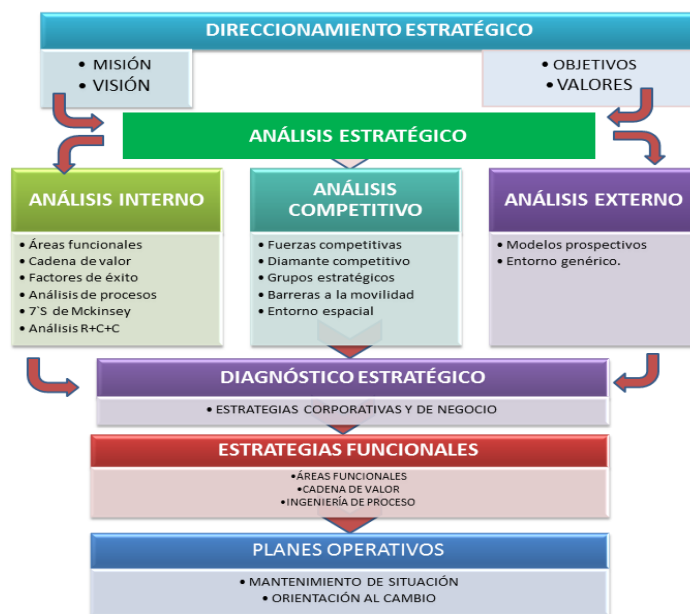 DIRECCIONAMIENTO ESTRATÉGICO
• MISIÓN
• VISIÓN
• OBJETIVOS
• VALORES
ANÁLISIS ESTRATÉGICO
ANÁLISIS INTERNO
• Áreas funcionales
• Cadena de valor
• Factores de éxito
• Análisis de procesos
• 7`S de Mckinsey
• Análisis R+C+C
ANÁLISIS
COMPETITIVO
• Fuerzas competitivas
• Diamante competitivo
• Grupos estratégicos
• Barreras a la movilidad
• Entorno espacial
ANÁLISIS EXTERNO
• Modelos prospectivos
• Entorno genérico.
DIAGNÓSTICO ESTRATÉGICO
• ESTRATEGIAS CORPORATIVAS Y DE NEGOCIO
ESTRATEGIAS FUNCIONALES
•ÁREAS FUNCIONALES
•CADENA DE VALOR
•INGENIERÍA DE PROCESO
PLANES OPERATIVOS
• MANTENIMIENTO DE SITUACIÓN
• ORIENTACIÓN AL CAMBIO